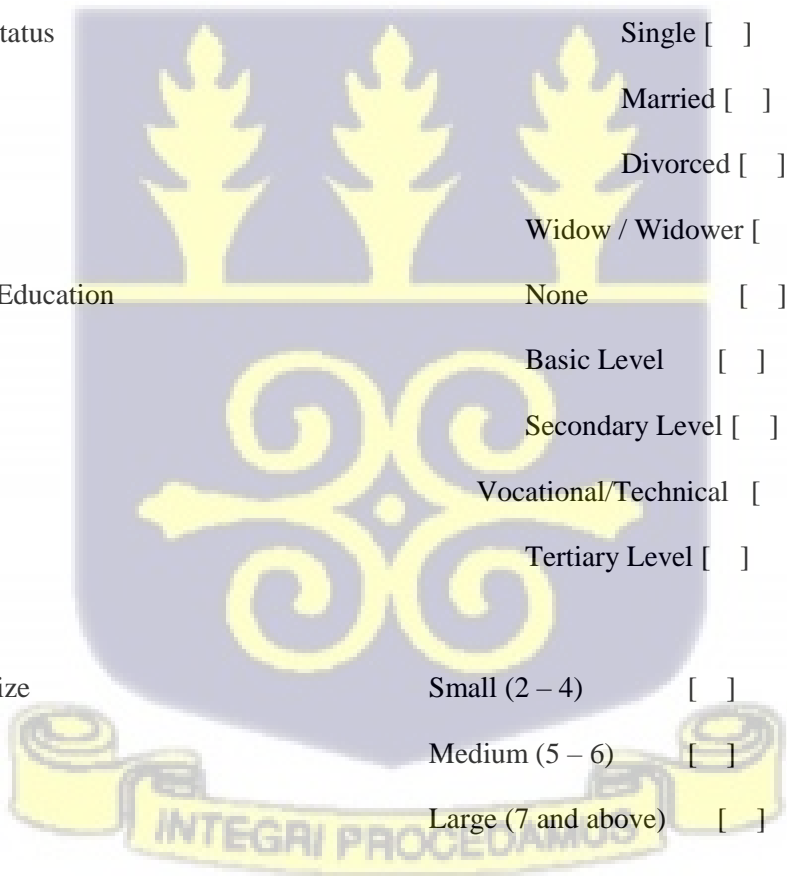 tatus Single [ ]
Married [ ]
Divorced [ ]
Widow / Widower [
Education None [ ]
Basic Level [ ]
Secondary Level [ ]
Vocational/Technical [
Tertiary Level [ ]
ize Small (2 – 4) [ ]
Medium (5 – 6) [ ]
Large (7 and above) [ ]
INTEGRI PROCEDAMUS